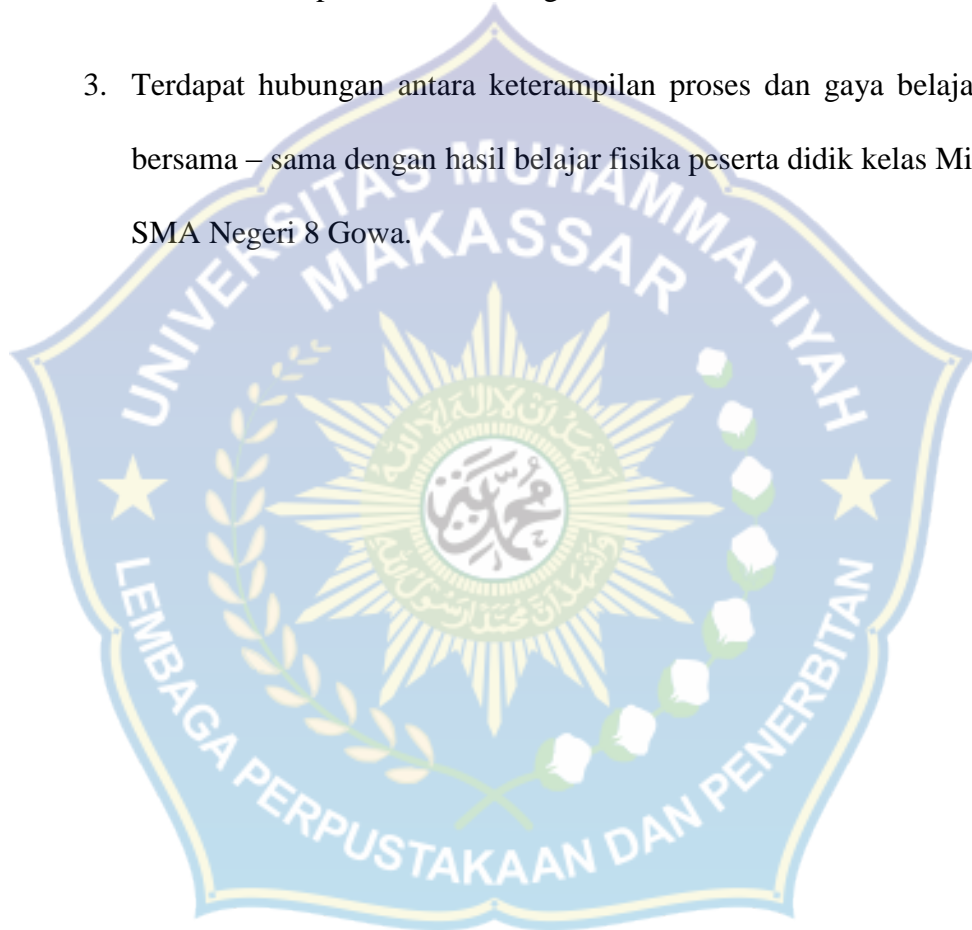 3. Terdapat hubungan antara keterampilan proses dan gaya belaja
bersama – sama dengan hasil belajar fisika peserta didik kelas Mi
SMA Negeri 8 Gowa.
UNIVERSITAS MUHAMMADIYAH
MAKASSAR
LEMBAGA PERPUSTAKAAN DAN PENERBITAN